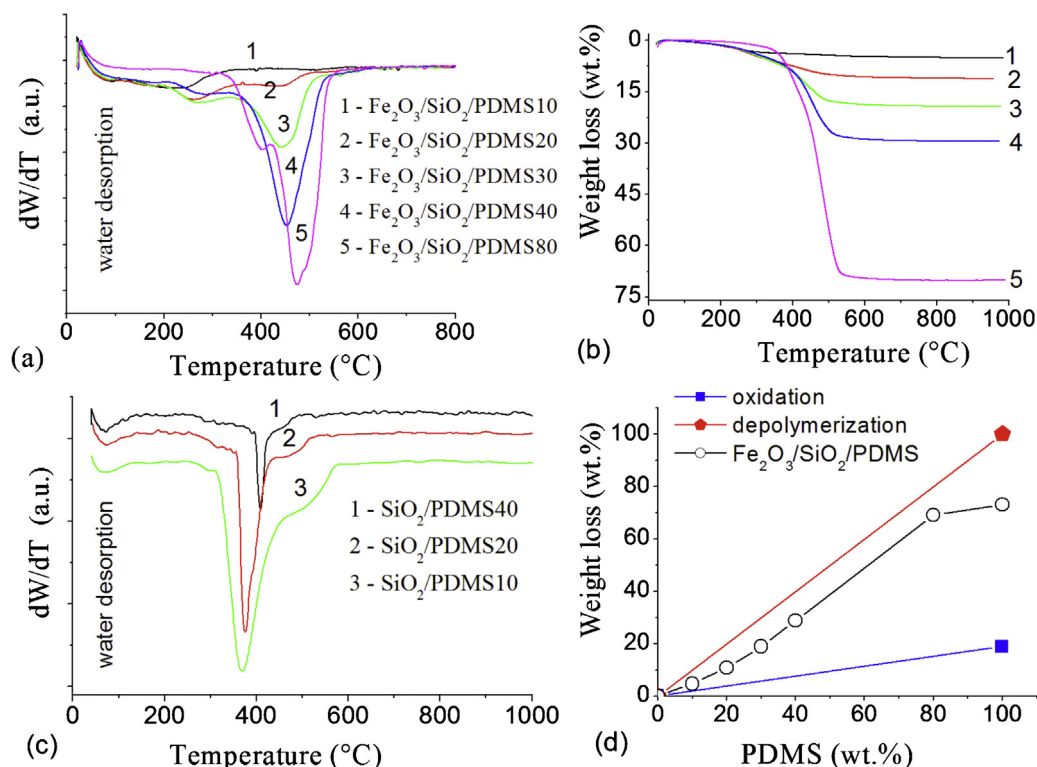 dW/dT (a.u.)
water desorption
1
2
3
4
5
1 - Fe₂O₃/SiO₂/PDMS10
2 - Fe₂O₃/SiO₂/PDMS20
3 - Fe₂O₃/SiO₂/PDMS30
4 - Fe₂O₃/SiO₂/PDMS40
5 - Fe₂O₃/SiO₂/PDMS80
0 200 400 600 800
Temperature (°C)
(a)
Weight loss (wt.%)
0
15
30
45
60
75
1
2
3
4
5
0 200 400 600 800 1000
Temperature (°C)
(b)
dW/dT (a.u.)
water desorption
1
2
3
1 - SiO₂/PDMS40
2 - SiO₂/PDMS20
3 - SiO₂/PDMS10
0 200 400 600 800 1000
Temperature (°C)
(c)
oxidation
depolymerization
Fe₂O₃/SiO₂/PDMS
Weight loss (wt.%)
100
80
60
40
20
0
0 20 40 60 80 100
PDMS (wt.%)
(d)